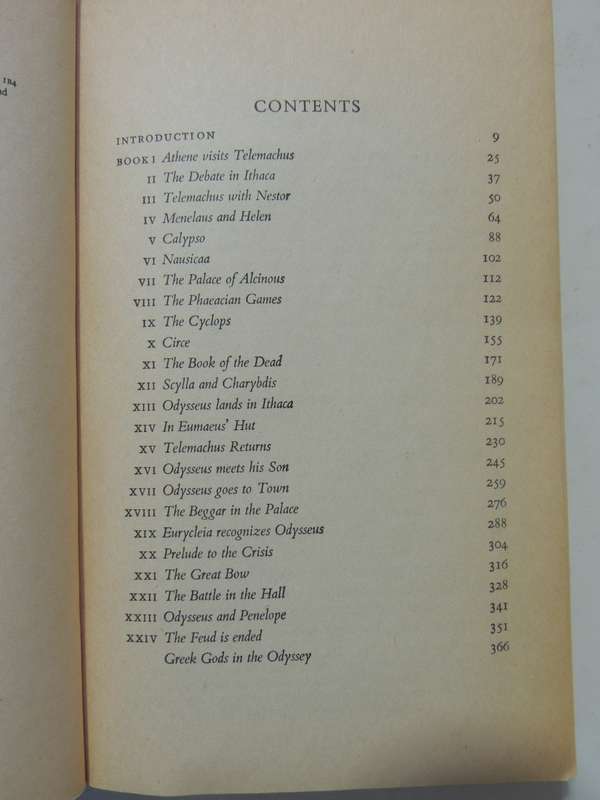 124
nd
CONTENTS
INTRODUCTION 9
BOOK I Athene visits Telemachus 25
II The Debate in Ithaca 37
III Telemachus with Nestor 50
IV Menelaus and Helen 64
V Calypso 88
VI Nausicaa 102
VII The Palace of Alcinous 112
VIII The Phaeacian Games 122
IX The Cyclops 139
X Circe 155
XI The Book of the Dead 171
XII Scylla and Charybdis 189
XIII Odysseus lands in Ithaca 202
XIV In Eumaeus' Hut 215
XV Telemachus Returns 230
XVI Odysseus meets his Son 245
XVII Odysseus goes to Town 259
XVIII The Beggar in the Palace 276
XIX Eurycleia recognizes Odysseus 288
XX Prelude to the Crisis 304
XXI The Great Bow 316
XXII The Battle in the Hall 328
XXIII Odysseus and Penelope 341
XXIV The Feud is ended 351
Greek Gods in the Odyssey 366